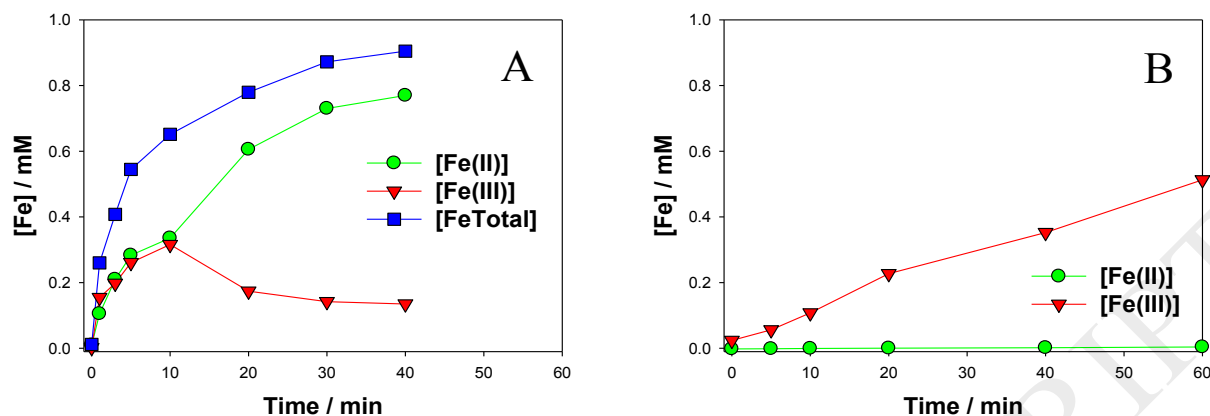 1.0
0.8
0.6
0.4
0.2
0.0
[Fe] / mM
A
[Fe(II)]
[Fe(III)]
[FeTotal]
0 10 20 30 40 50 60
Time / min
1.0
0.8
0.6
0.4
0.2
0.0
[Fe] / mM
B
[Fe(II)]
[Fe(III)]
0 10 20 30 40 50 60
Time / min
RIPT